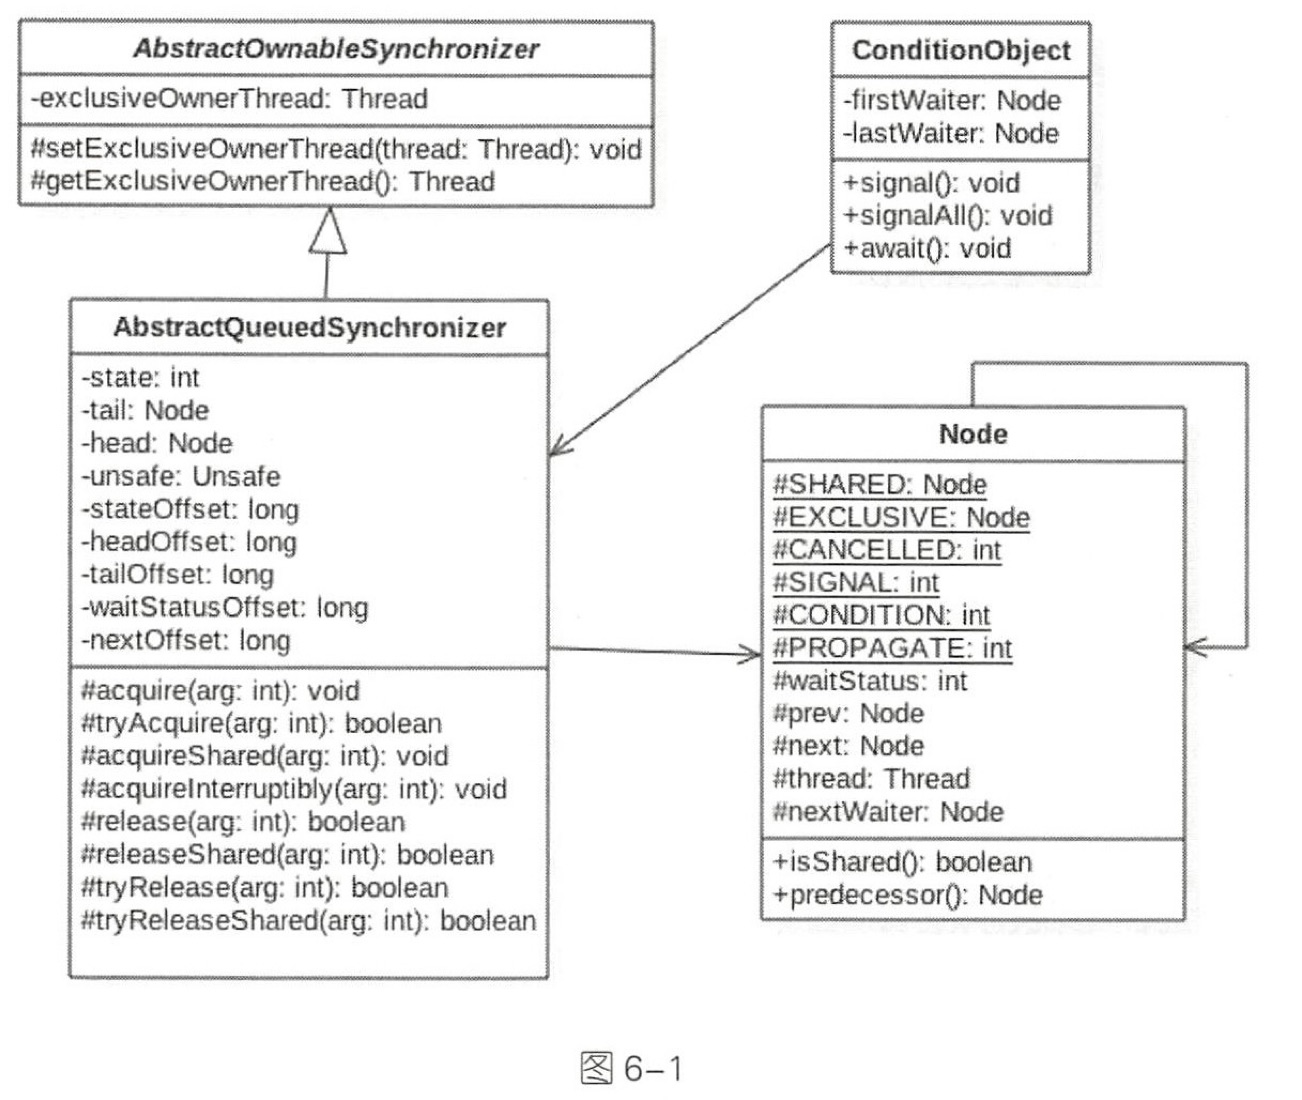 AbstractOwnableSynchronizer
-exclusiveOwnerThread: Thread
#setExclusiveOwnerThread(thread: Thread): void
#getExclusiveOwnerThread(): Thread
ConditionObject
-firstWaiter: Node
-lastWaiter: Node
+signal(): void
+signalAll(): void
+await(): void
AbstractQueuedSynchronizer
-state: int
-tail: Node
-head: Node
-unsafe: Unsafe
-stateOffset: long
-headOffset: long
-tailOffset: long
-waitStatusOffset: long
-nextOffset: long
#acquire(arg: int): void
#tryAcquire(arg: int): boolean
#acquireShared(arg: int): void
#acquireInterruptibly(arg: int): void
#release(arg: int): boolean
#releaseShared(arg: int): boolean
#tryRelease(arg: int): boolean
#tryReleaseShared(arg: int): boolean
Node
#SHARED: Node
#EXCLUSIVE: Node
#CANCELLED: int
#SIGNAL: int
#CONDITION: int
#PROPAGATE: int
#waitStatus: int
#prev: Node
#next: Node
#thread: Thread
#nextWaiter: Node
+isShared(): boolean
+predecessor(): Node
图 6-1